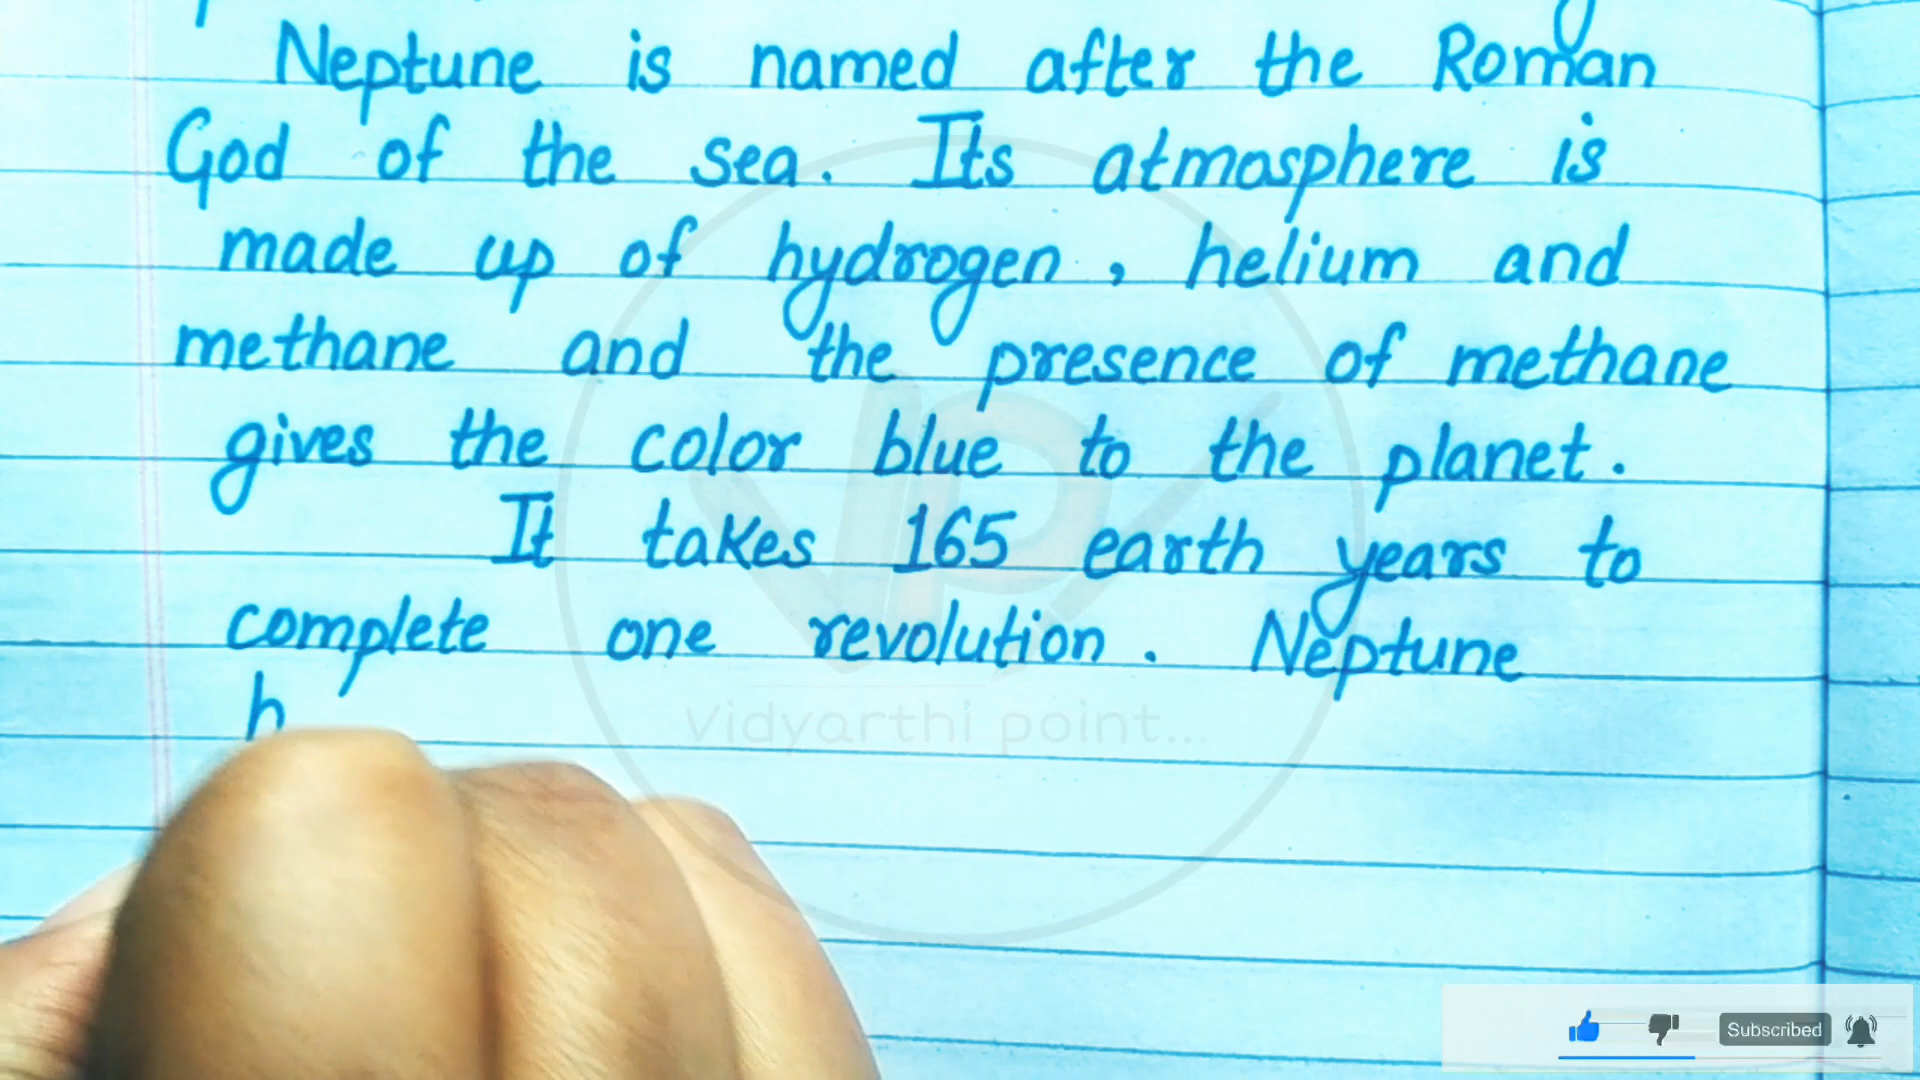 Neptune is named after the Roman
God of the sea. Its atmosphere is
made up of hydrogen, helium and
methane and the presence of methane
gives the color blue to the planet.
It takes 165 earth years to
complete one revolution. Neptune
h
Vidyarthi point...
Subscribed